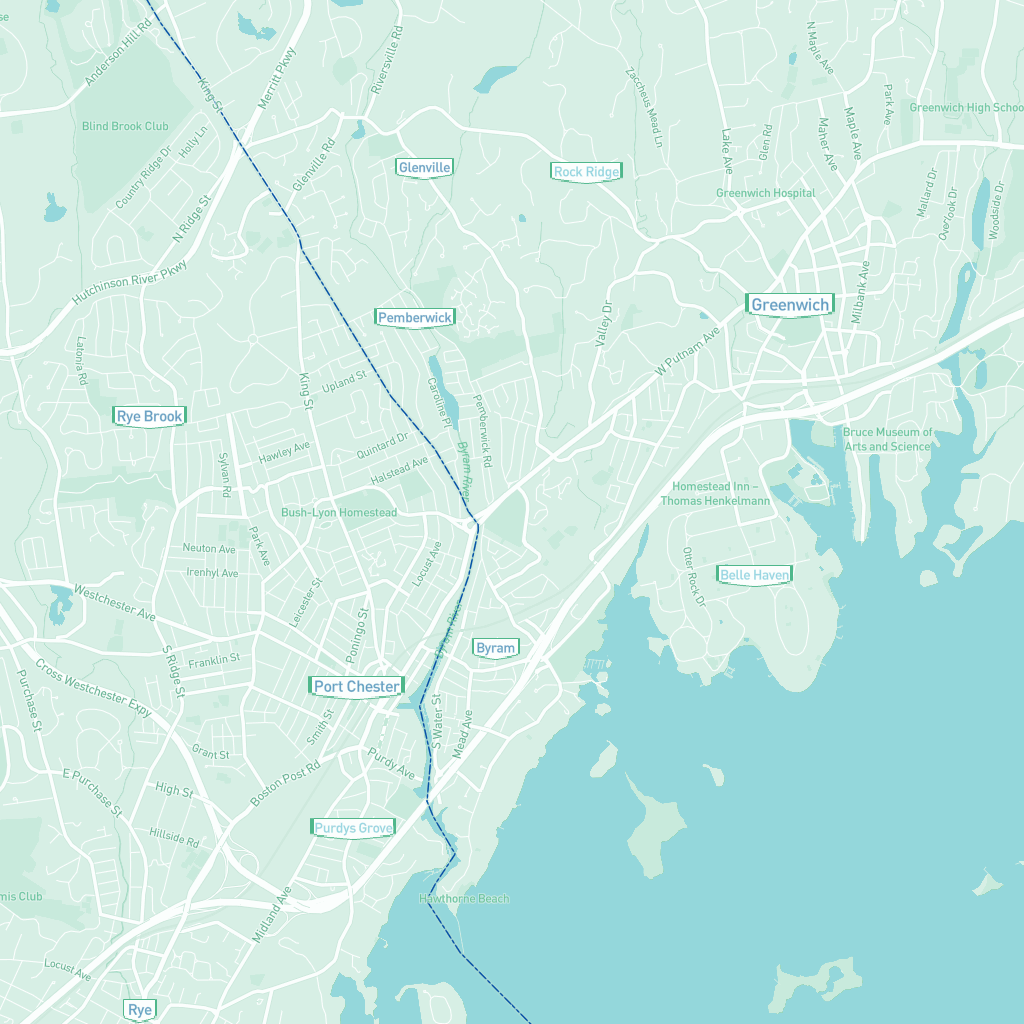 Anderson Hill Rd
King St
Merritt Pkwy
Riversville Rd
Zaccheus Mead Ln
N Maple Ave
Park Ave
Greenwich High School
Blind Brook Club
Holly Ln
Country Ridge Dr
Glenville Rd
Glenville
Rock Ridge
Lake Ave
Glen Rd
Maher Ave
Maple Ave
Greenwich Hospital
Mallard Dr
Overlook Dr
Woodside Dr
N Ridge St
Hutchinson River Pkwy
Milbank Ave
Greenwich
Pemberwick
Valley Dr
W Putnam Ave
Latonia Rd
King St
Upland St
Caroline Pl
Pemberwick Rd
Rye Brook
Quintard Dr
Hawley Ave
Halstead Ave
Byram River
Sylvan Rd
Bruce Museum of
Arts and Science
Homestead Inn –
Thomas Henkelmann
Bush-Lyon Homestead
Park Ave
Neuton Ave
Irenhyl Ave
Locust Ave
Otter Rock Dr
Belle Haven
Westchester Ave
Leicester St
Poningo St
Byram River
Byram
S Ridge St
Franklin St
Port Chester
Cross Westchester Expy
Purchase St
Smith St
S Water St
Mead Ave
Grant St
Boston Post Rd
Purdy Ave
E Purchase St
High St
Hillside Rd
Purdys Grove
mis Club
Hawthorne Beach
Midland Ave
Locust Ave
Rye